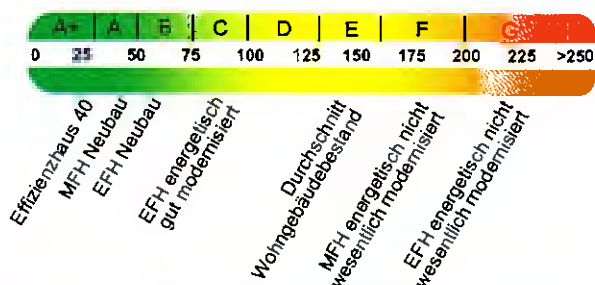 A+ A B C D E F G
0 25 50 75 100 125 150 175 200 225 >250
Effizienzhaus 40
MFH Neubau
EFH Neubau
EFH energetisch
gut modernisiert
Durchschnitt
Wohngebäudebestand
MFH energetisch nicht
wesentlich modernisiert
EFH energetisch nicht
wesentlich modernisiert